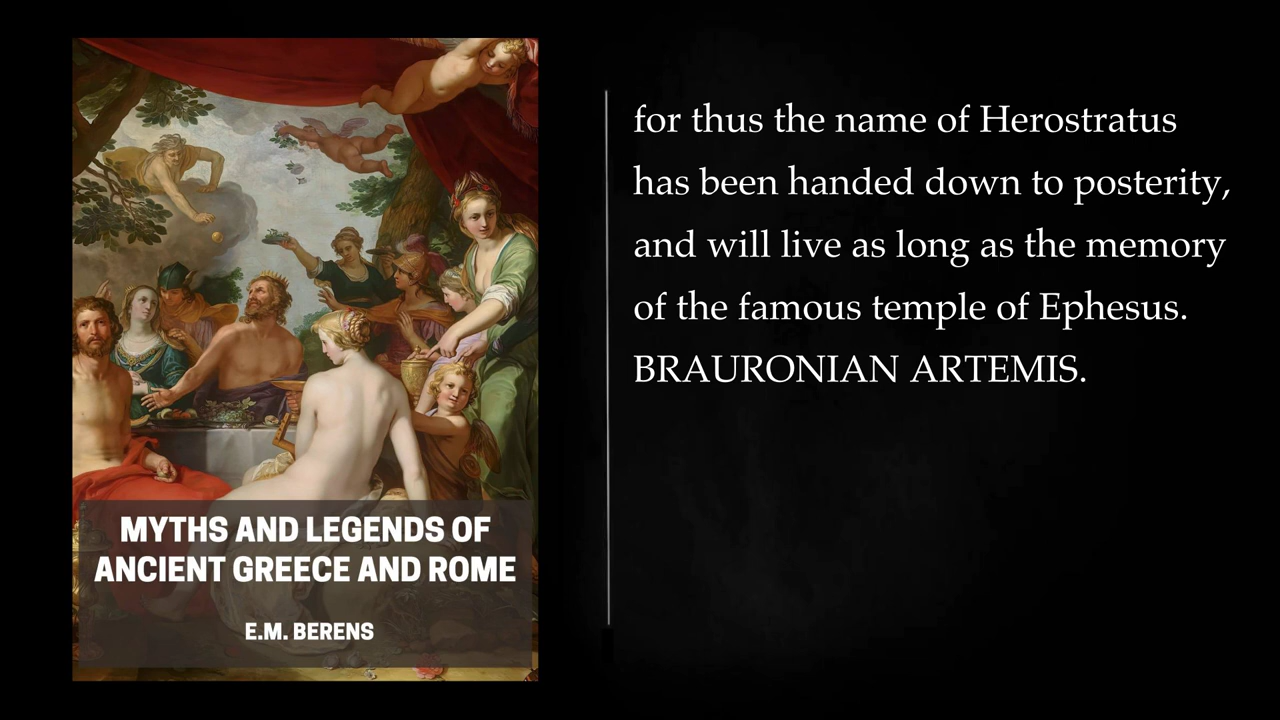 MYTHS AND LEGENDS OF
ANCIENT GREECE AND ROME
E.M. BERENS
for thus the name of Herostratus
has been handed down to posterity,
and will live as long as the memory
of the famous temple of Ephesus.
BRAURONIAN ARTEMIS.